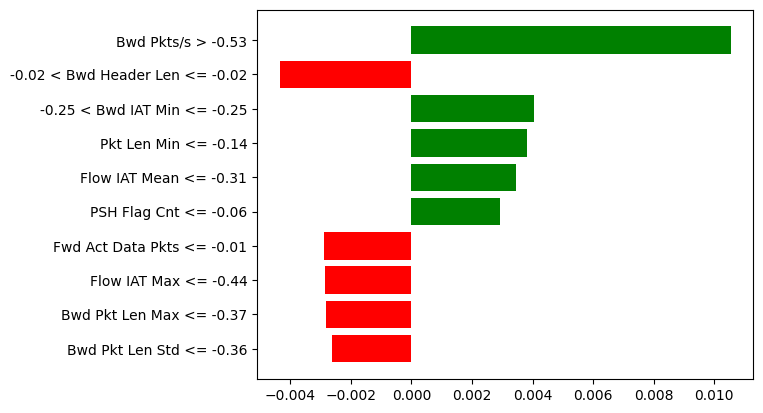 Bwd Pkts/s > -0.53
-0.02 < Bwd Header Len <= -0.02
-0.25 < Bwd IAT Min <= -0.25
Pkt Len Min <= -0.14
Flow IAT Mean <= -0.31
PSH Flag Cnt <= -0.06
Fwd Act Data Pkts <= -0.01
Flow IAT Max <= -0.44
Bwd Pkt Len Max <= -0.37
Bwd Pkt Len Std <= -0.36
−0.004 −0.002 0.000 0.002 0.004 0.006 0.008 0.010